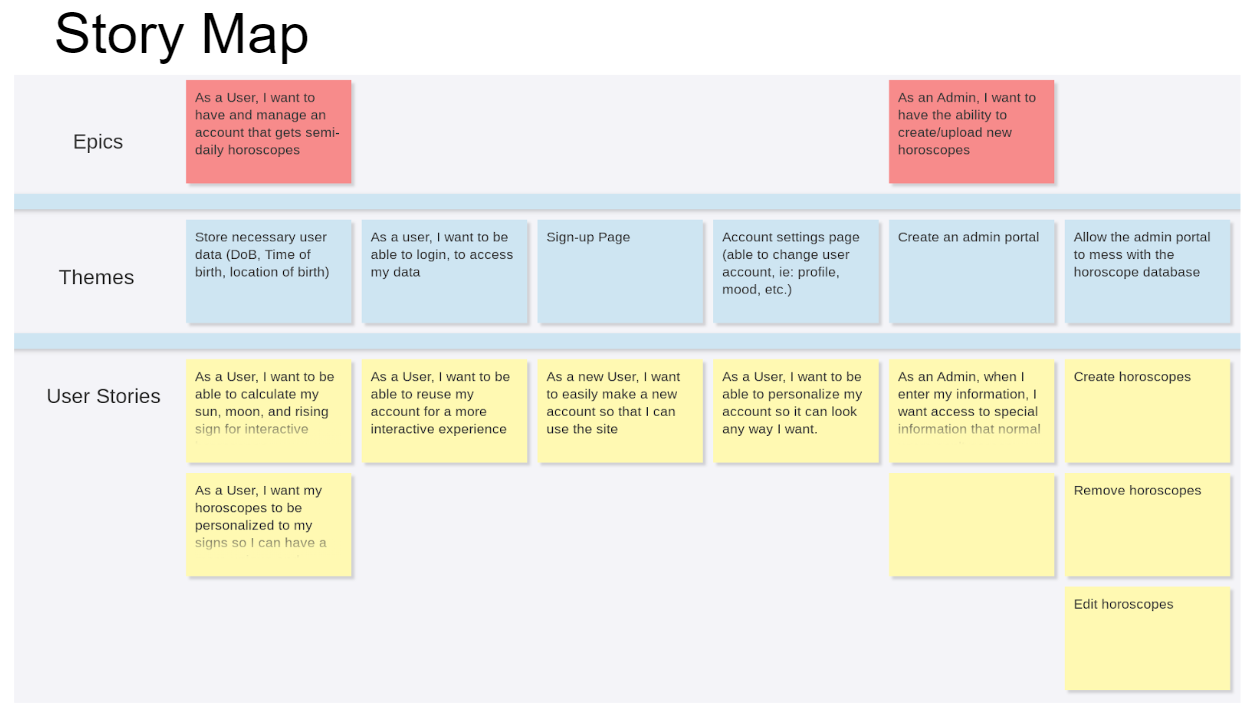 Story Map
Epics
As a User, I want to
have and manage an
account that gets semi-
daily horoscopes
As an Admin, I want to
have the ability to
create/upload new
horoscopes
Themes
Store necessary user
data (DoB, Time of
birth, location of birth)
As a user, I want to be
able to login, to access
my data
Sign-up Page
Account settings page
(able to change user
account, ie: profile,
mood, etc.)
Create an admin portal
Allow the admin portal
to mess with the
horoscope database
User Stories
As a User, I want to be
able to calculate my
sun, moon, and rising
sign for interactive
As a User, I want to be
able to reuse my
account for a more
interactive experience
As a new User, I want
to easily make a new
account so that I can
use the site
As a User, I want to be
able to personalize my
account so it can look
any way I want.
As an Admin, when I
enter my information, I
want access to special
information that normal
Create horoscopes
As a User, I want my
horoscopes to be
personalized to my
signs so I can have a
Remove horoscopes
Edit horoscopes